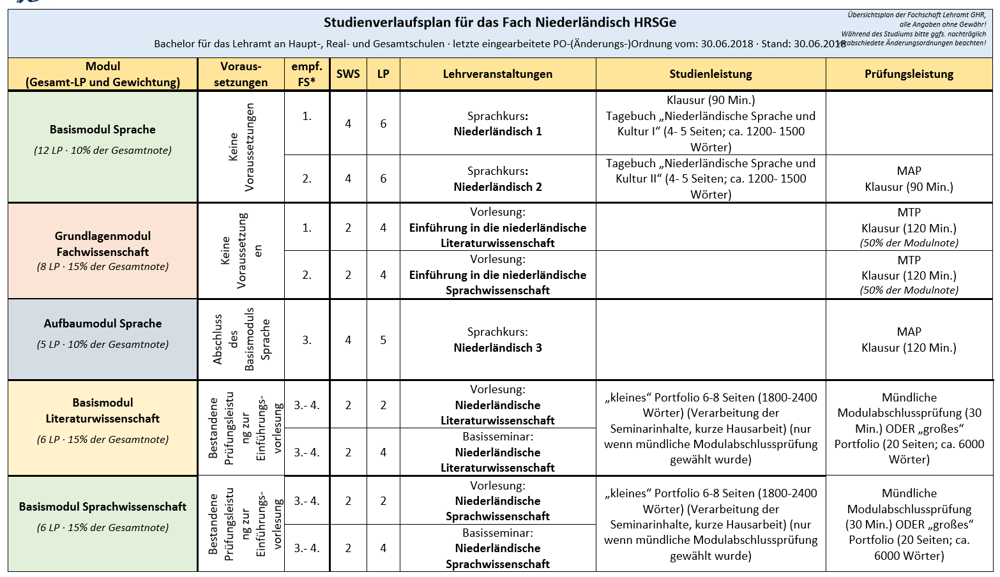 Studienverlaufsplan für das Fach Niederländisch HRSGe
Bachelor für das Lehramt an Haupt-, Real- und Gesamtschulen · letzte eingearbeitete PO-(Änderungs-)Ordnung vom: 30.06.2018 · Stand: 30.06.2018
Übersichtsplan der Fachschaft Lehramt GHR,
alle Angaben ohne Gewähr!
Während des Studiums bitte ggfs. nachträglich
verabschiedete Änderungsordnungen beachten!
Modul
(Gesamt-LP und Gewichtung)
Voraus-
setzungen
empf.
FS*
SWS
LP
Lehrveranstaltungen
Studienleistung
Prüfungsleistung
Basismodul Sprache
(12 LP · 10% der Gesamtnote)
Keine
Voraussetzungen
1.
4
6
Sprachkurs:
Niederländisch 1
Klausur (90 Min.)
Tagebuch „Niederländische Sprache und
Kultur I“ (4- 5 Seiten; ca. 1200- 1500
Wörter)
2.
4
6
Sprachkurs:
Niederländisch 2
Tagebuch „Niederländische Sprache und
Kultur II“ (4- 5 Seiten; ca. 1200- 1500
Wörter)
MAP
Klausur (90 Min.)
Grundlagenmodul
Fachwissenschaft
(8 LP · 15% der Gesamtnote)
Keine
Voraussetzung
en
1.
2
4
Vorlesung:
Einführung in die niederländische
Literaturwissenschaft
MTP
Klausur (120 Min.)
(50% der Modulnote)
2.
2
4
Vorlesung:
Einführung in die niederländische
Sprachwissenschaft
MTP
Klausur (120 Min.)
(50% der Modulnote)
Aufbaumodul Sprache
(5 LP · 10% der Gesamtnote)
Abschluss
des
Basismoduls
Sprache
3.
4
5
Sprachkurs:
Niederländisch 3
MAP
Klausur (120 Min.)
Basismodul
Literaturwissenschaft
(6 LP · 15% der Gesamtnote)
Bestandene
Prüfungsleistu
ng zur
Einführungs-
vorlesung
3.- 4.
2
2
Vorlesung:
Niederländische
Literaturwissenschaft
„kleines“ Portfolio 6-8 Seiten (1800-2400
Wörter) (Verarbeitung der
Seminarinhalte, kurze Hausarbeit) (nur
wenn mündliche Modulabschlussprüfung
gewählt wurde)
Mündliche
Modulabschlussprüfung (30
Min.) ODER „großes“
Portfolio (20 Seiten; ca. 6000
Wörter)
3.- 4.
2
4
Basisseminar:
Niederländische
Literaturwissenschaft
Basismodul Sprachwissenschaft
(6 LP · 15% der Gesamtnote)
Bestandene
Prüfungsleistu
ng zur
Einführungs-
vorlesung
3.- 4.
2
2
Vorlesung:
Niederländische
Sprachwissenschaft
„kleines“ Portfolio 6-8 Seiten (1800-2400
Wörter) (Verarbeitung der
Seminarinhalte, kurze Hausarbeit) (nur
wenn mündliche Modulabschlussprüfung
gewählt wurde)
Mündliche
Modulabschlussprüfung
(30 Min.) ODER „großes“
Portfolio (20 Seiten; ca.
6000 Wörter)
3.- 4.
2
4
Basisseminar:
Niederländische
Sprachwissenschaft